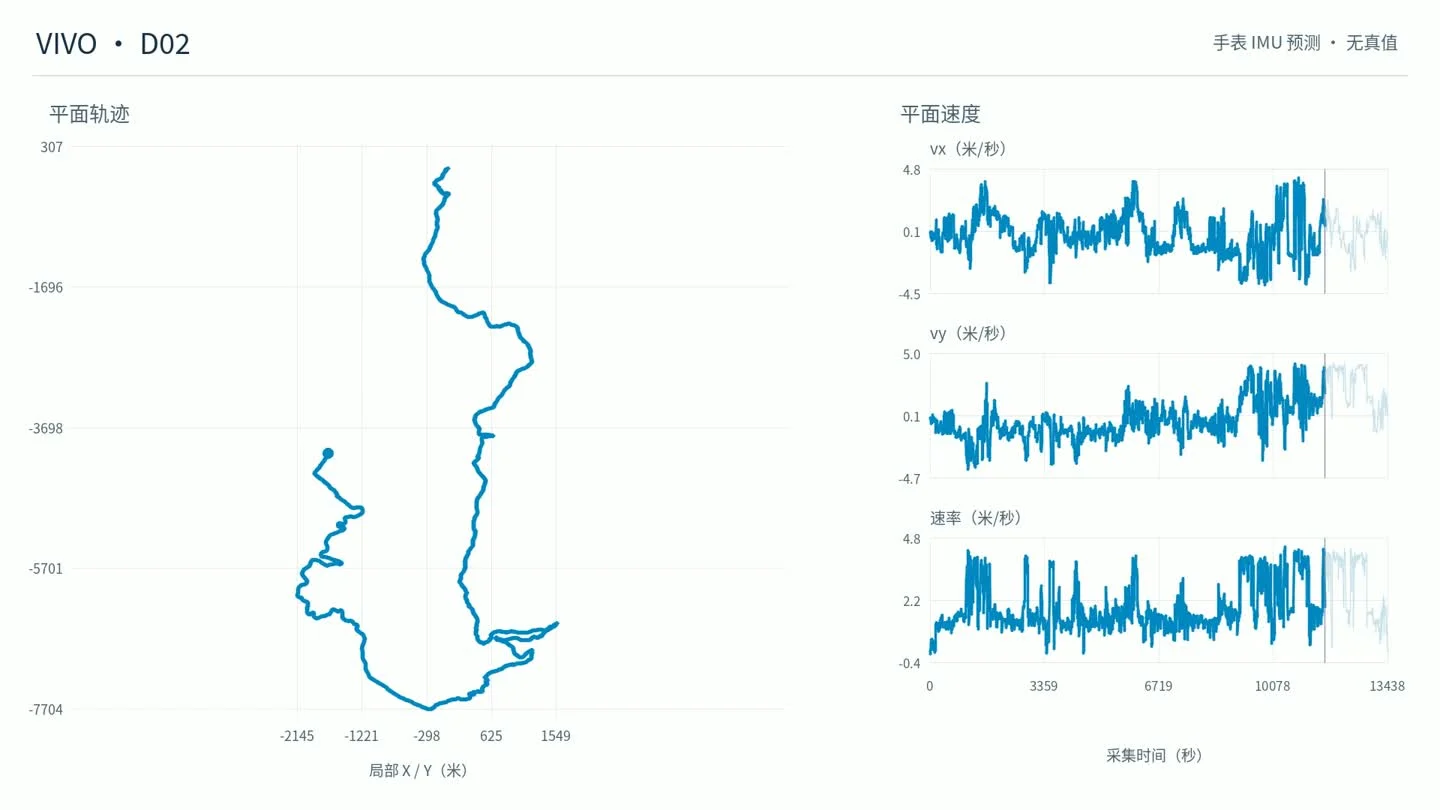 VIVO · D02
手表 IMU 预测 · 无真值
平面轨迹
307
-1696
-3698
-5701
-7704
-2145 -1221 -298 625 1549
局部 X / Y（米）
平面速度
vx（米/秒）
4.8
0.1
-4.5
vy（米/秒）
5.0
0.1
-4.7
速率（米/秒）
4.8
2.2
-0.4
0 3359 6719 10078 13438
采集时间（秒）